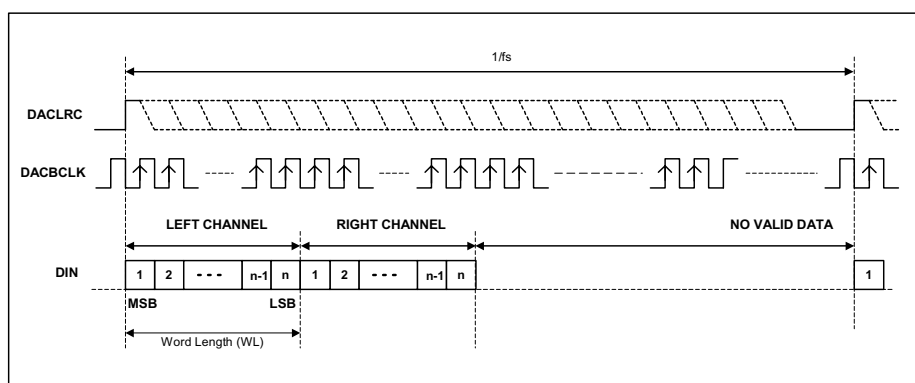 1/fs
DACLRC
DACBCLK
LEFT CHANNEL RIGHT CHANNEL NO VALID DATA
DIN 1 2 - - - n-1 n 1 2 - - - n-1 n 1
MSB LSB
Word Length (WL)